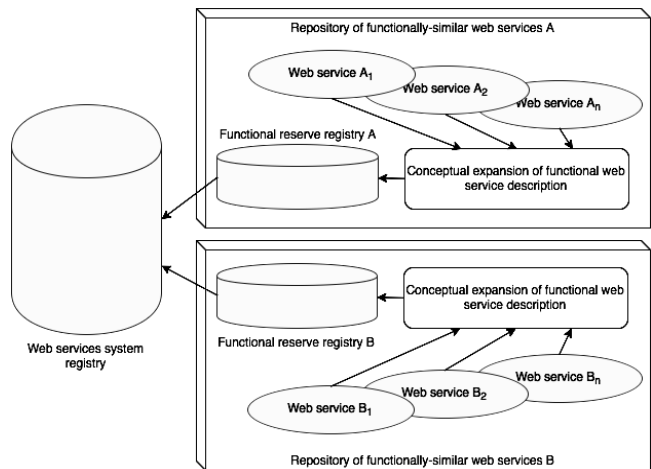 Repository of functionally-similar web services A
Web service A1
Web service A2
Web service An
Functional reserve registry A
Conceptual expansion of functional web
service description
Web services system
registry
Conceptual expansion of functional web
service description
Functional reserve registry B
Web service B1
Web service B2
Web service Bn
Repository of functionally-similar web services B